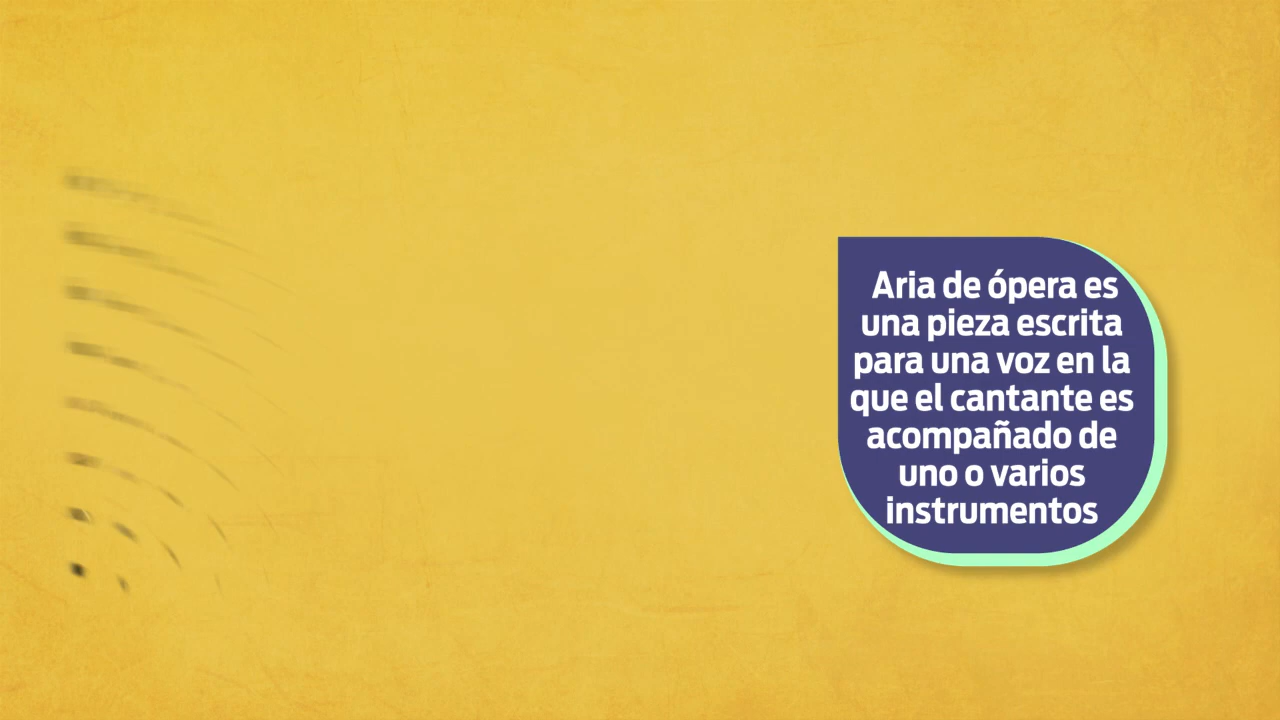 Aria de ópera es
una pieza escrita
para una voz en la
que el cantante es
acompañado de
uno o varios
instrumentos